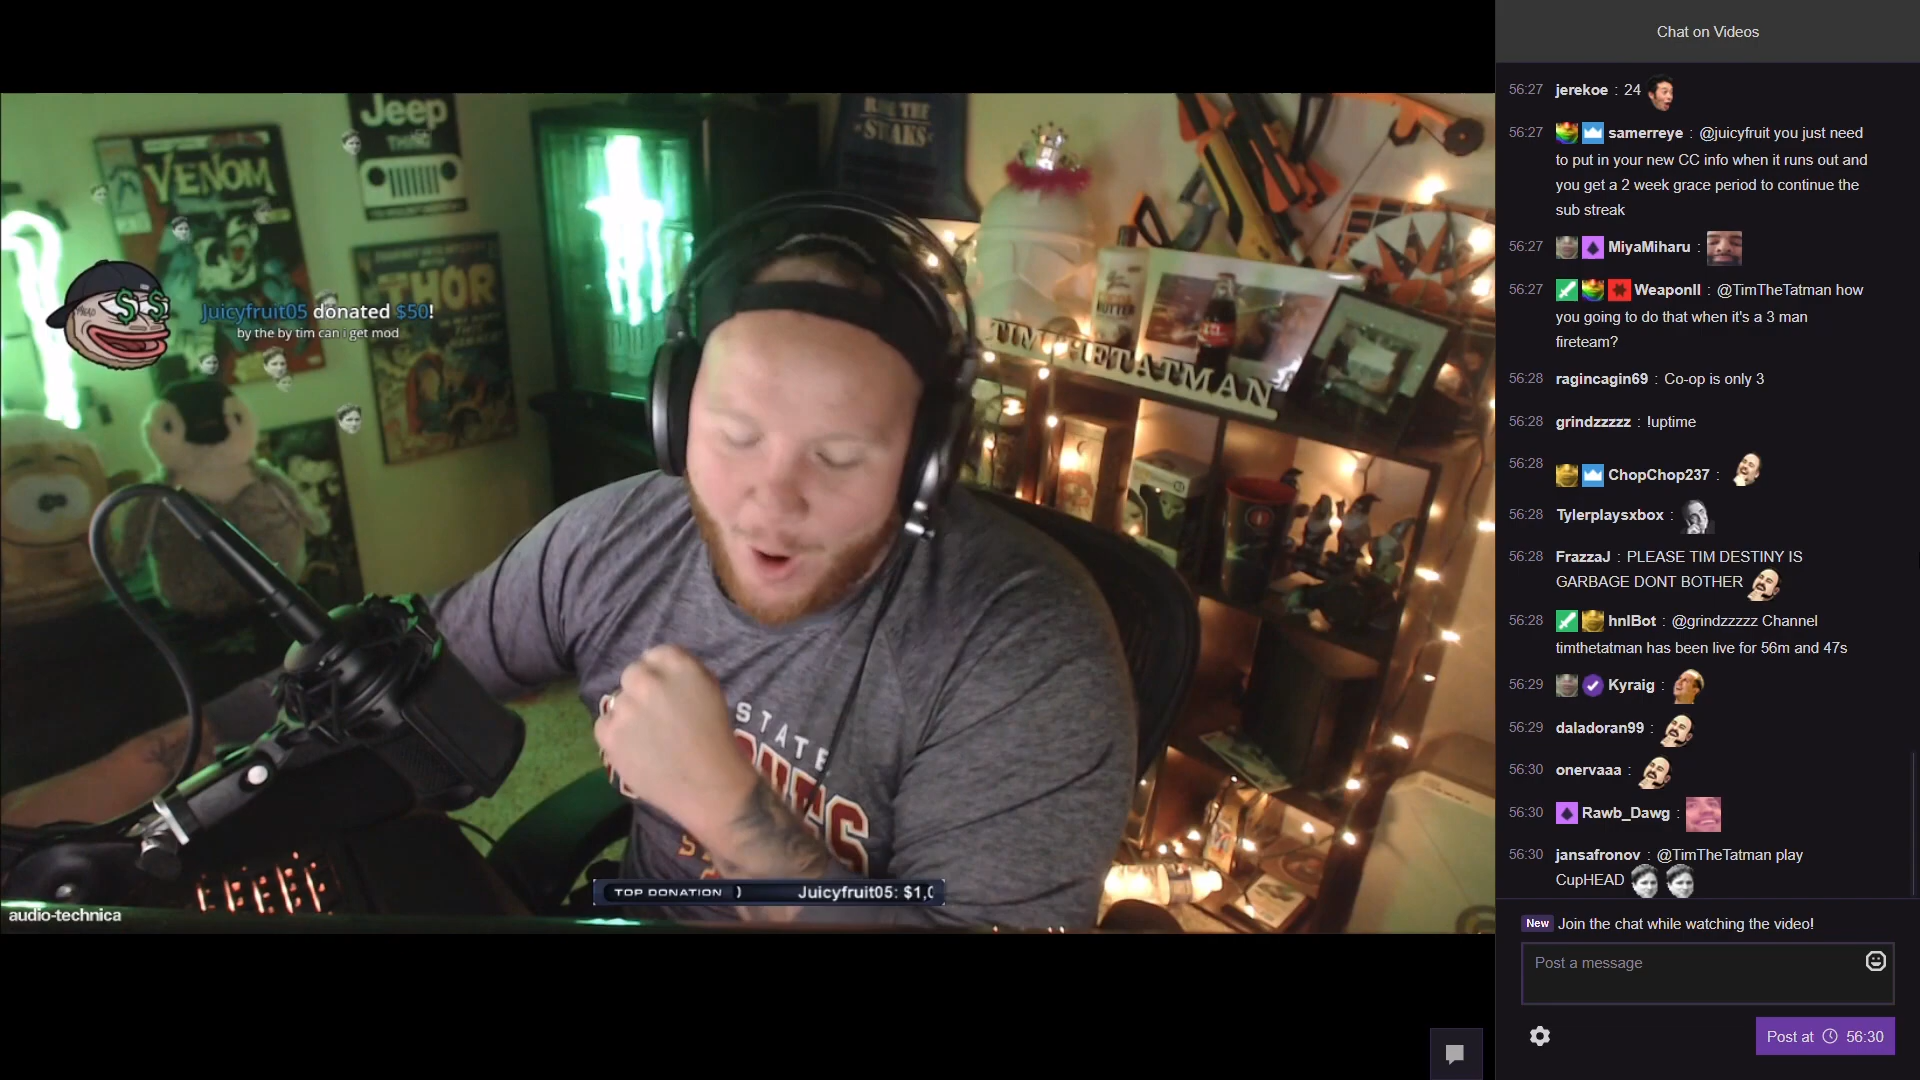 Jeep
THING
VENOM
THOR
STATE
TIMTHETATMAN
Juicyfruit05 donated $50!
by the by tim can i get mod
TOP DONATION
Juicyfruit05: $1,0
audio-technica
Chat on Videos
56:27 jerekoe : 24
56:27 samerreye : @juicyfruit you just need
to put in your new CC info when it runs out and
you get a 2 week grace period to continue the
sub streak
56:27 MiyaMiharu :
56:27 WeaponII : @TimTheTatman how
you going to do that when it's a 3 man
fireteam?
56:28 ragincagin69 : Co-op is only 3
56:28 grindzzzzz : !uptime
56:28 ChopChop237 :
56:28 Tylerplaysxbox :
56:28 FrazzaJ : PLEASE TIM DESTINY IS
GARBAGE DONT BOTHER
56:28 hnlBot : @grindzzzzz Channel
timthetatman has been live for 56m and 47s
56:29 Kyraig :
56:29 daladoran99 :
56:30 onervaaa :
56:30 Rawb_Dawg :
56:30 jansafronov : @TimTheTatman play
CupHEAD
New Join the chat while watching the video!
Post a message
Post at 56:30